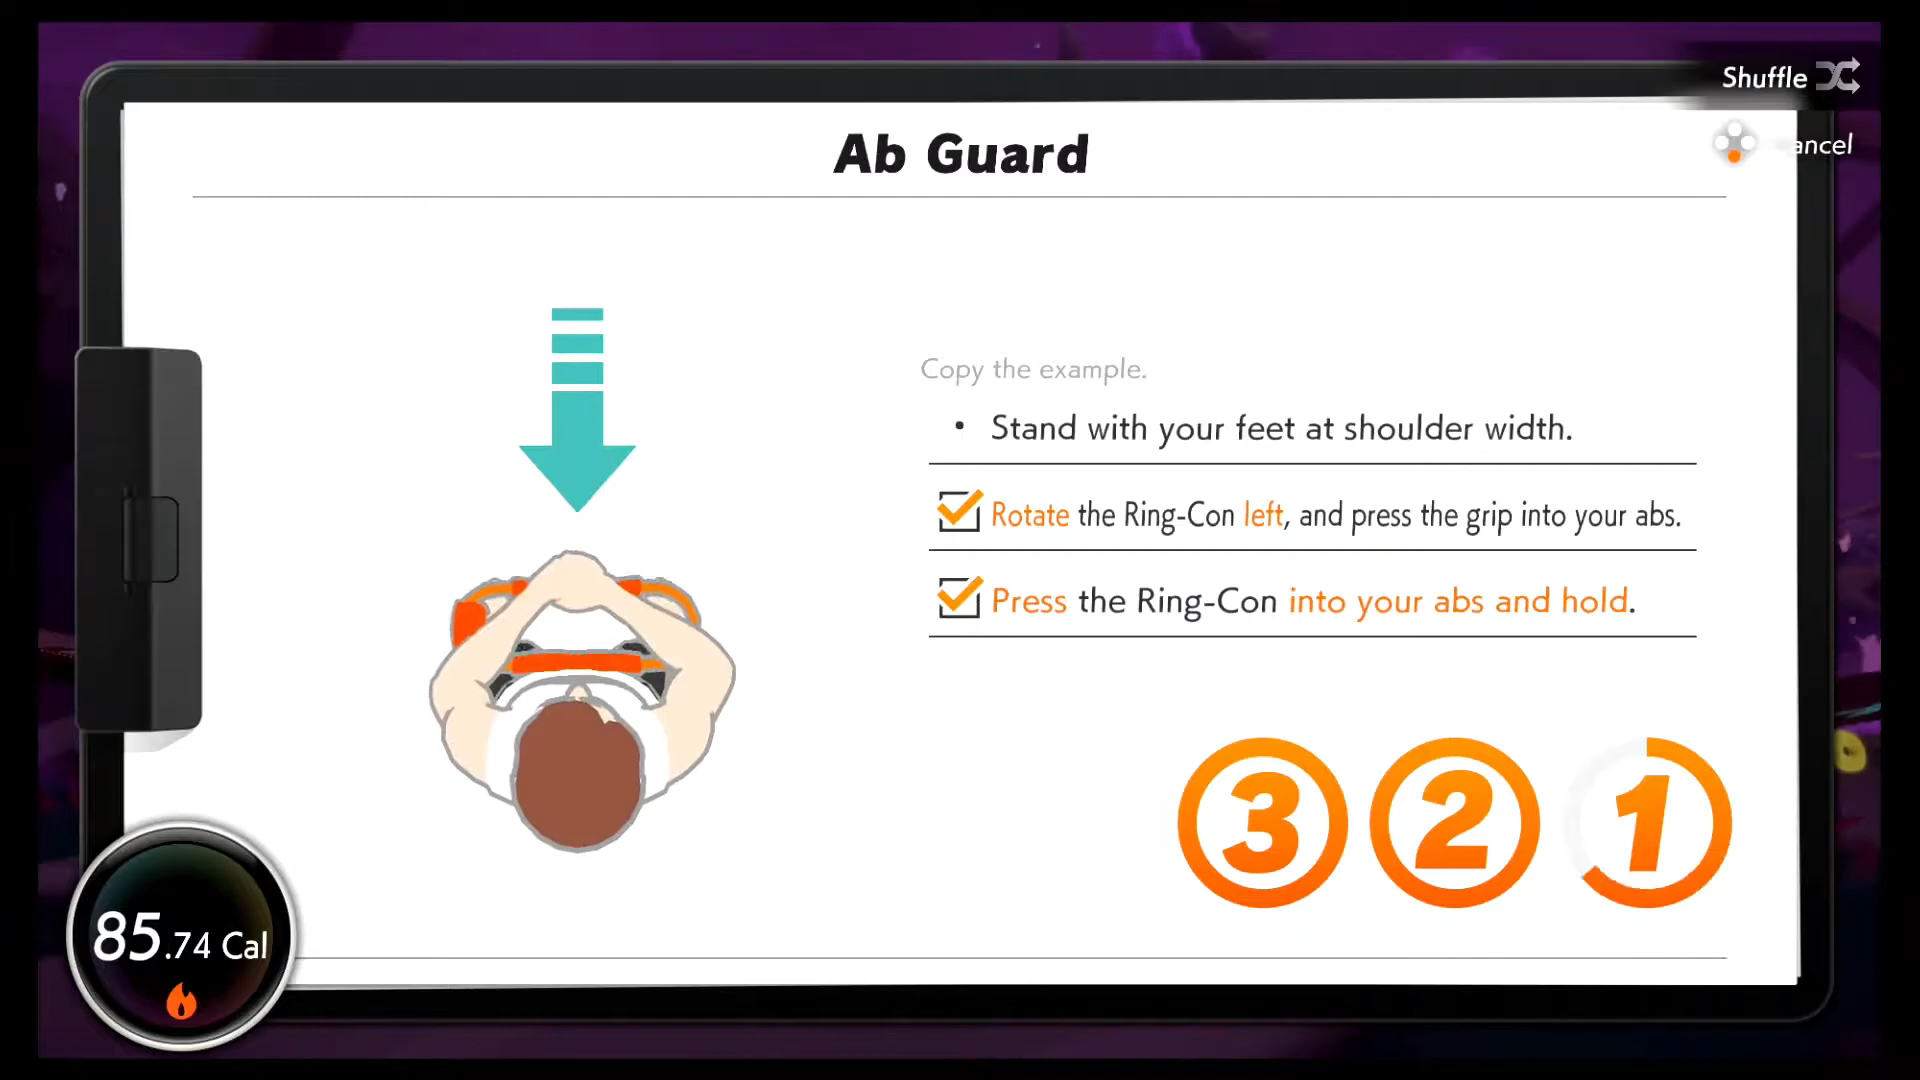 Shuffle
ancel
Ab Guard
Copy the example.
• Stand with your feet at shoulder width.
Rotate the Ring-Con left, and press the grip into your abs.
Press the Ring-Con into your abs and hold.
3 2 1
85.74 Cal